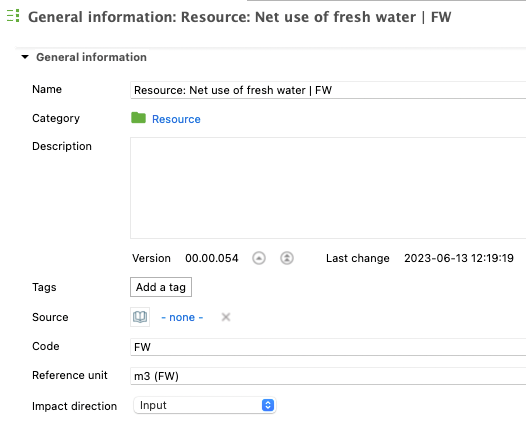 General information: Resource: Net use of fresh water | FW
General information
Name Resource: Net use of fresh water | FW
Category Resource
Description
Version 00.00.054 Last change 2023-06-13 12:19:19
Tags Add a tag
Source - none -
Code FW
Reference unit m3 (FW)
Impact direction Input